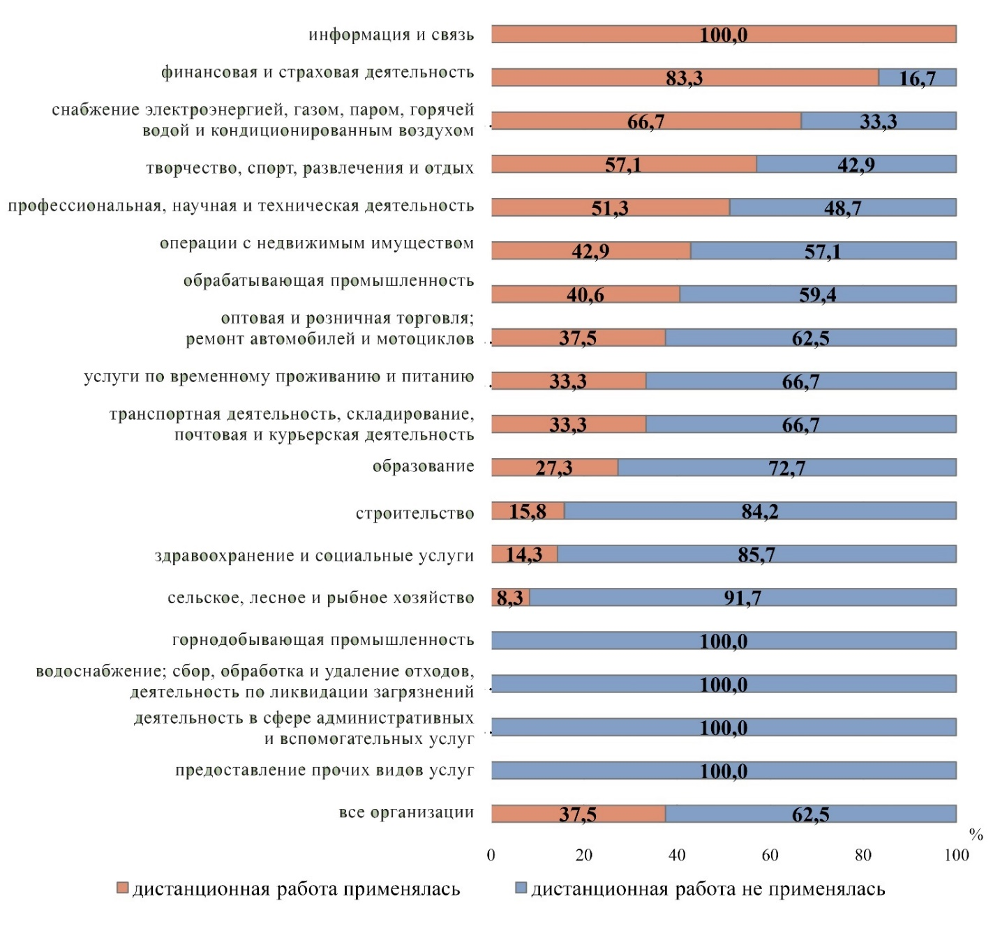 информация и связь
100,0
финансовая и страховая деятельность
83,3 16,7
снабжение электроэнергией, газом, паром, горячей
водой и кондиционированным воздухом
66,7 33,3
творчество, спорт, развлечения и отдых
57,1 42,9
профессиональная, научная и техническая деятельность
51,3 48,7
операции с недвижимым имуществом
42,9 57,1
обрабатывающая промышленность
40,6 59,4
оптовая и розничная торговля;
ремонт автомобилей и мотоциклов
37,5 62,5
услуги по временному проживанию и питанию
33,3 66,7
транспортная деятельность, складирование,
почтовая и курьерская деятельность
33,3 66,7
образование
27,3 72,7
строительство
15,8 84,2
здравоохранение и социальные услуги
14,3 85,7
сельское, лесное и рыбное хозяйство
8,3 91,7
горнодобывающая промышленность
100,0
водоснабжение; сбор, обработка и удаление отходов,
деятельность по ликвидации загрязнений
100,0
деятельность в сфере административных
и вспомогательных услуг
100,0
предоставление прочих видов услуг
100,0
все организации
37,5 62,5
%
0 20 40 60 80 100
дистанционная работа применялась
дистанционная работа не применялась